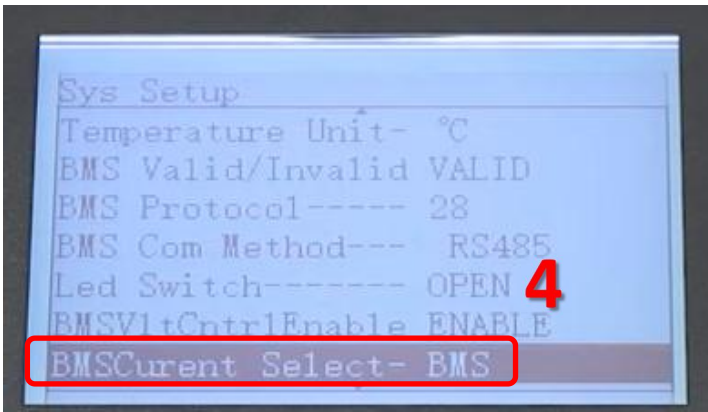 Sys Setup
Temperature Unit- °C
BMS Valid/Invalid VALID
BMS Protocol----- 28
BMS Com Method--- RS485
Led Switch------- OPEN
4
BMSVltCntrlEnable ENABLE
BMSCurent Select- BMS